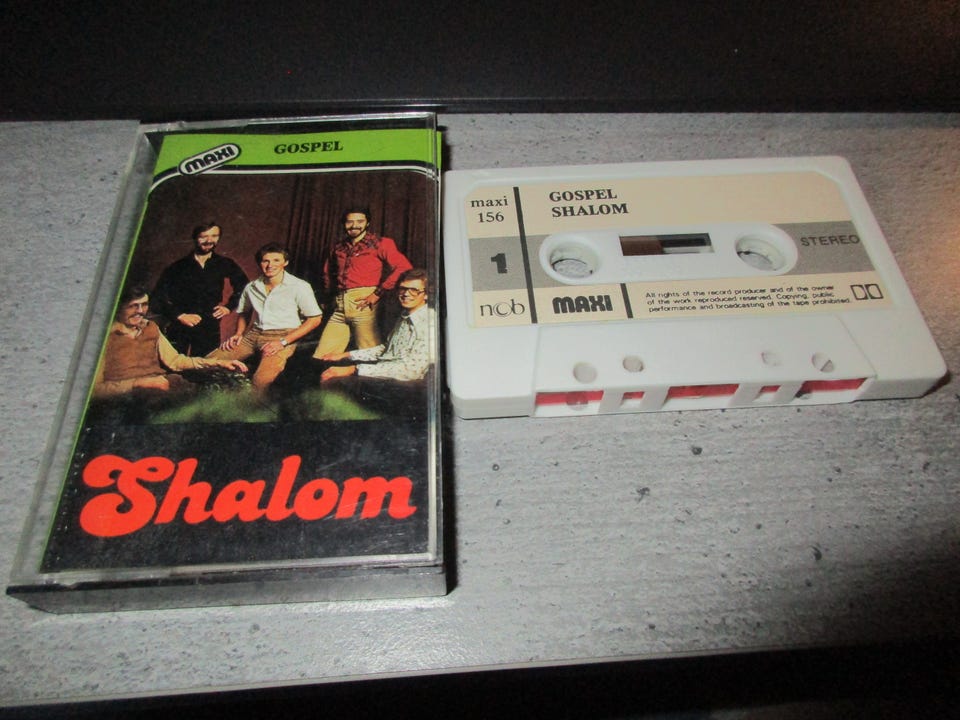 MAXI
GOSPEL
Shalom
maxi
156
GOSPEL
SHALOM
1
STEREO
ncb
MAXI
All rights of the record producer and of the owner
of the work reproduced reserved. Copying, public
performance and broadcasting of the tape prohibited.